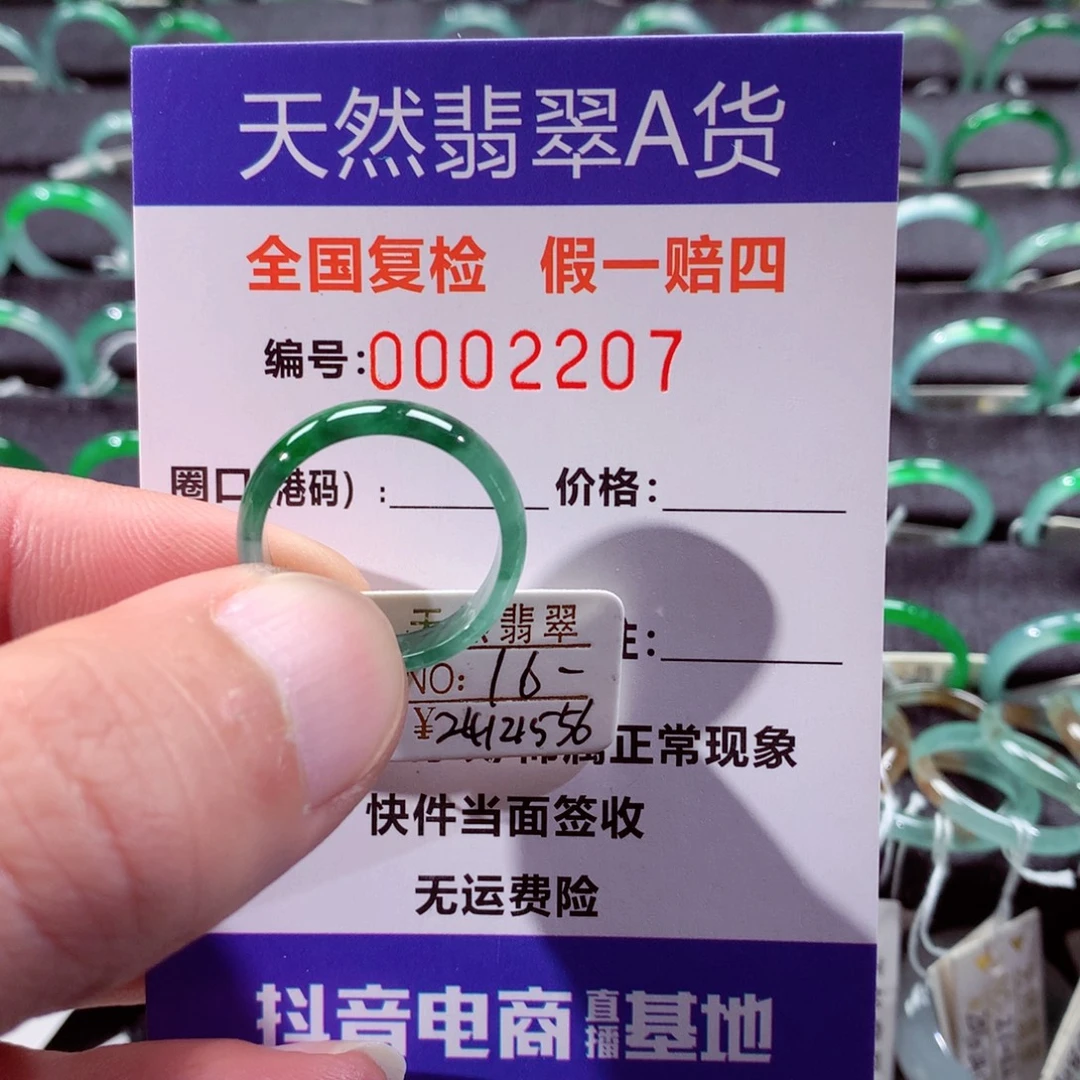 天然翡翠A货
全国复检 假一赔四
编号:0002207
圈口(港码):______ 价格:______
翡翠
NO: 16-
正常现象
快件当面签收
无运费险
抖音电商直播基地